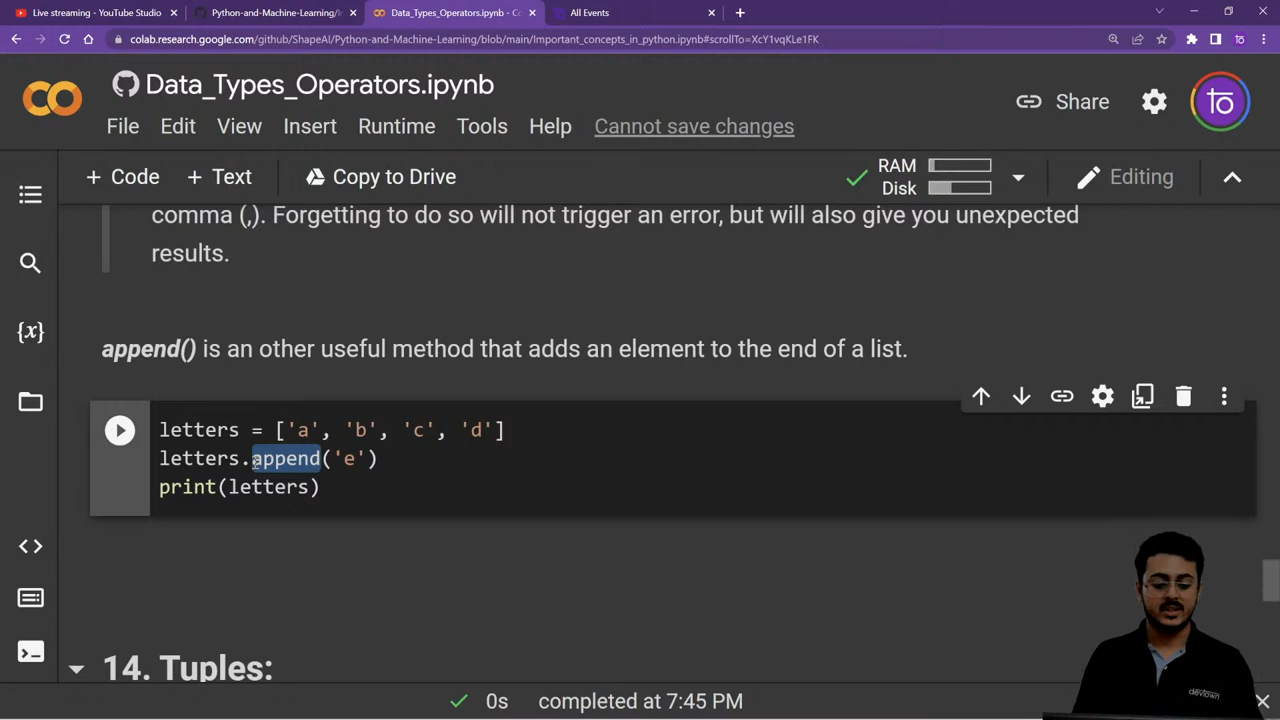 Live streaming - YouTube Studio
Python-and-Machine-Learning/I
Data_Types_Operators.ipynb - Co
All Events
colab.research.google.com/github/ShapeAI/Python-and-Machine-Learning/blob/main/Important_concepts_in_python.ipynb#scrollTo=XcY1vqKLe1FK
Data_Types_Operators.ipynb
Share
File Edit View Insert Runtime Tools Help Cannot save changes
+ Code + Text Copy to Drive
RAM
Disk
Editing
comma (,). Forgetting to do so will not trigger an error, but will also give you unexpected
results.
append() is an other useful method that adds an element to the end of a list.
letters = ['a', 'b', 'c', 'd']
letters.append('e')
print(letters)
14. Tuples:
devtown
0s completed at 7:45 PM